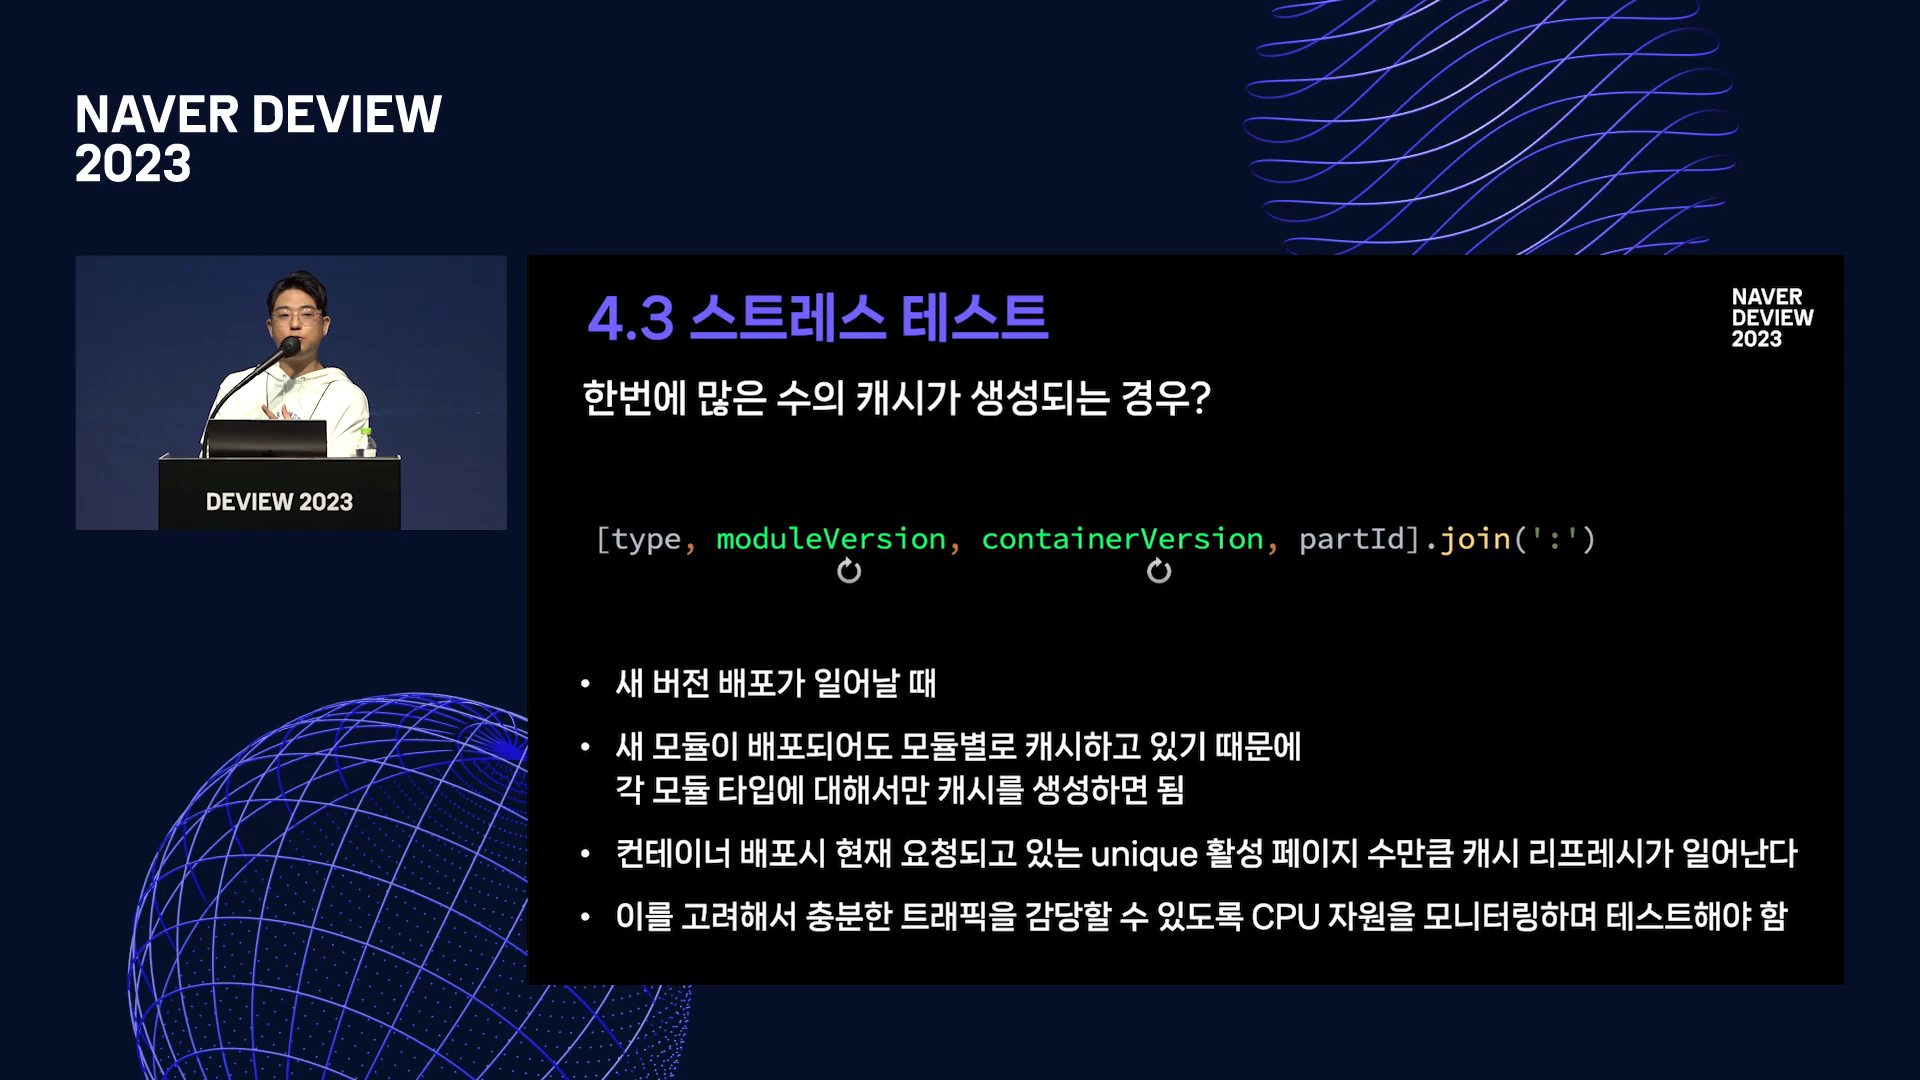 NAVER DEVIEW
2023
DEVIEW 2023
4.3 스트레스 테스트
NAVER
DEVIEW
2023
한번에 많은 수의 캐시가 생성되는 경우?
[type, moduleVersion, containerVersion, partId].join(':')
• 새 버전 배포가 일어날 때
• 새 모듈이 배포되어도 모듈별로 캐시하고 있기 때문에
각 모듈 타입에 대해서만 캐시를 생성하면 됨
• 컨테이너 배포시 현재 요청되고 있는 unique 활성 페이지 수만큼 캐시 리프레시가 일어난다
• 이를 고려해서 충분한 트래픽을 감당할 수 있도록 CPU 자원을 모니터링하며 테스트해야 함